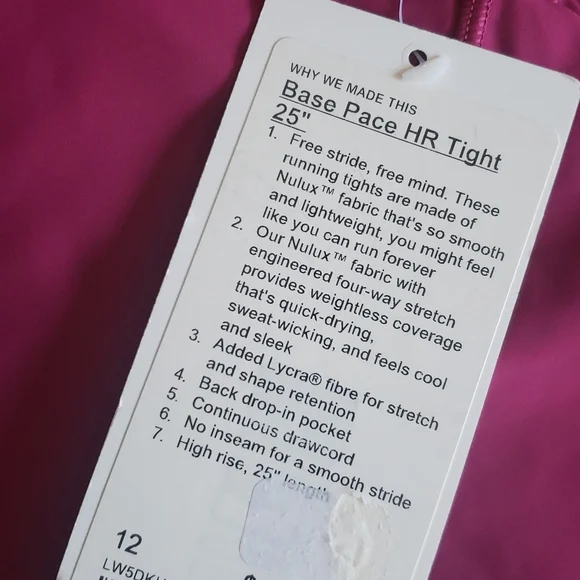 WHY WE MADE THIS
Base Pace HR Tight
25"
1. Free stride, free mind. These
running tights are made of
Nulux™ fabric that's so smooth
and lightweight, you might feel
like you can run forever
2. Our Nulux™ fabric with
engineered four-way stretch
provides weightless coverage
that's quick-drying,
sweat-wicking, and feels cool
and sleek
3. Added Lycra® fibre for stretch
and shape retention
4. Back drop-in pocket
5. Continuous drawcord
6. No inseam for a smooth stride
7. High rise, 25" length
12
$